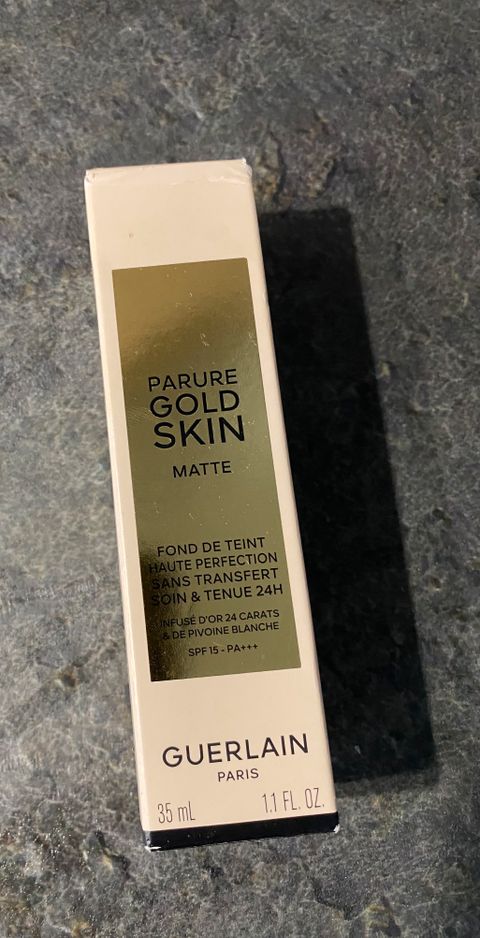 PARURE
GOLD
SKIN
MATTE
FOND DE TEINT
HAUTE PERFECTION
SANS TRANSFERT
SOIN & TENUE 24H
INFUSÉ D'OR 24 CARATS
& DE PIVOINE BLANCHE
SPF 15 - PA+++
GUERLAIN
PARIS
35 mL 1.1 FL. OZ.